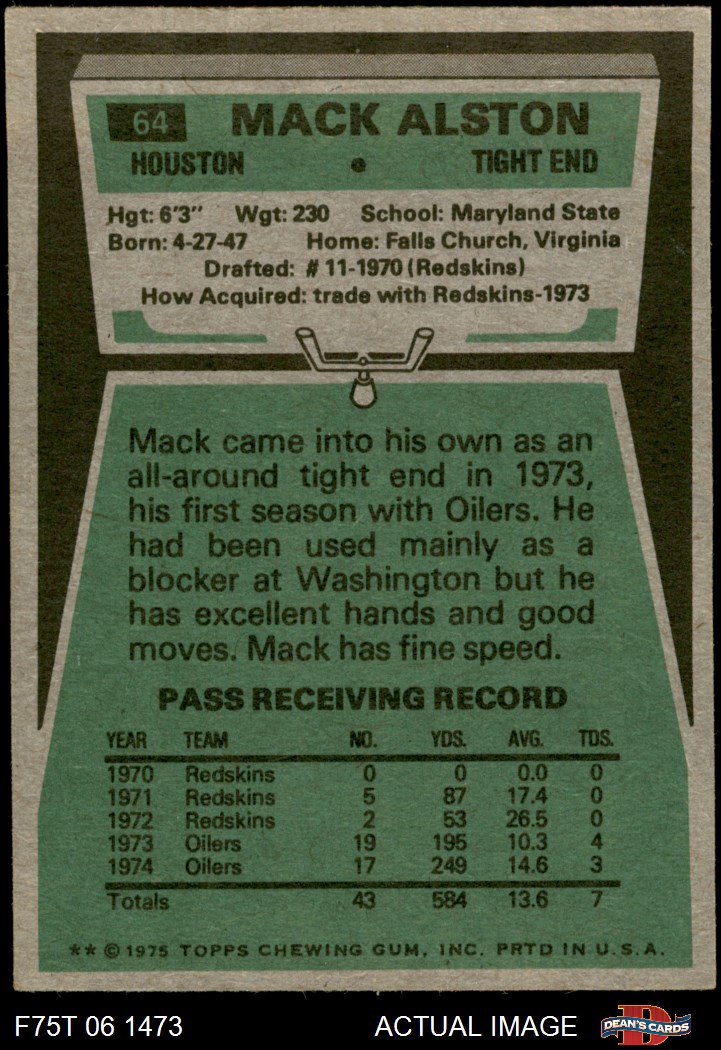 64 MACK ALSTON
HOUSTON • TIGHT END
Hgt: 6'3" Wgt: 230 School: Maryland State
Born: 4-27-47 Home: Falls Church, Virginia
Drafted: # 11-1970 (Redskins)
How Acquired: trade with Redskins-1973
Mack came into his own as an
all-around tight end in 1973,
his first season with Oilers. He
had been used mainly as a
blocker at Washington but he
has excellent hands and good
moves. Mack has fine speed.
PASS RECEIVING RECORD
YEAR TEAM NO. YDS. AVG. TDS.
1970 Redskins 0 0 0.0 0
1971 Redskins 5 87 17.4 0
1972 Redskins 2 53 26.5 0
1973 Oilers 19 195 10.3 4
1974 Oilers 17 249 14.6 3
Totals 43 584 13.6 7
** © 1975 TOPPS CHEWING GUM, INC. PRTD IN U.S.A.
F75T 06 1473 ACTUAL IMAGE D DEAN'S CARDS